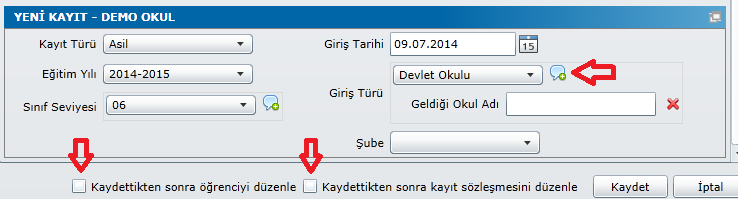 YENİ KAYIT - DEMO OKUL
Kayıt Türü Asil Giriş Tarihi 09.07.2014 15
Eğitim Yılı 2014-2015 Devlet Okulu
Giriş Türü
Sınıf Seviyesi 06 Geldiği Okul Adı
Şube
Kaydettikten sonra öğrenciyi düzenle Kaydettikten sonra kayıt sözleşmesini düzenle Kaydet İptal